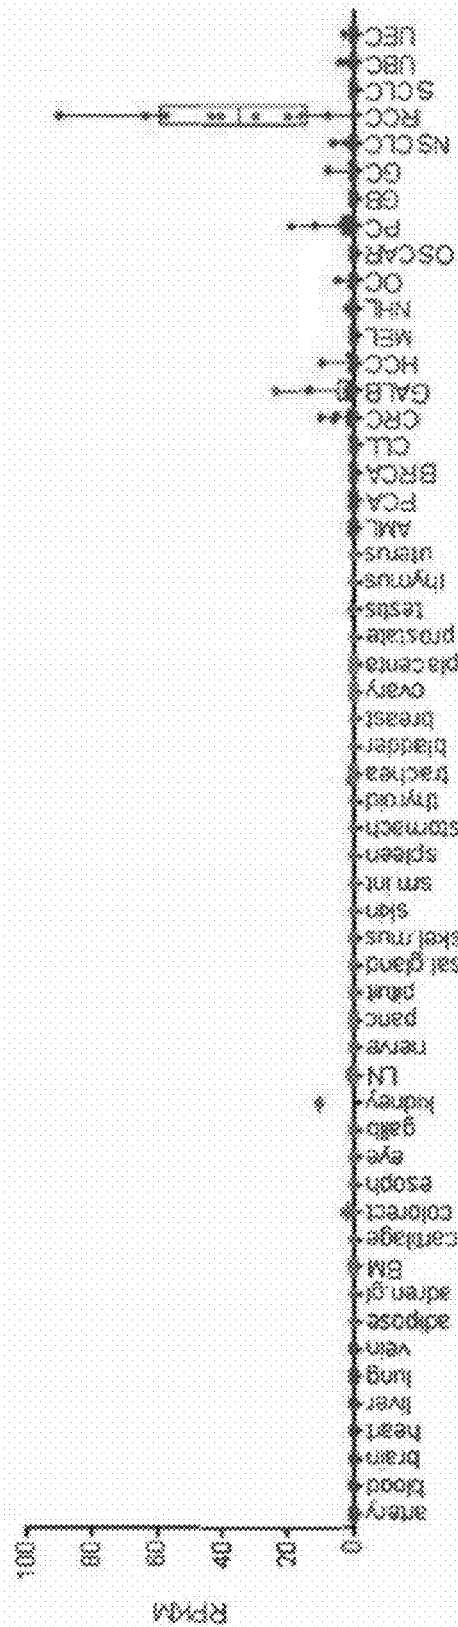 RPKM
100
80
60
40
20
0
artery
blood
brain
heart
liver
lung
vein
adipose
adren.gl
BM
cartilage
colorect
esoph
eye
gallb
kidney
LN
nerve
panc
pituit
sal.gland
skel.mus
skin
sm.int
spleen
stomach
thyroid
trachea
bladder
breast
ovary
placenta
prostate
testis
thymus
uterus
AML
PCA
BRCA
CLL
CRC
GALB
HCC
MEL
NHL
OC
OSCAR
PC
GB
GC
NSCLC
RCC
SCLC
UBC
UEC